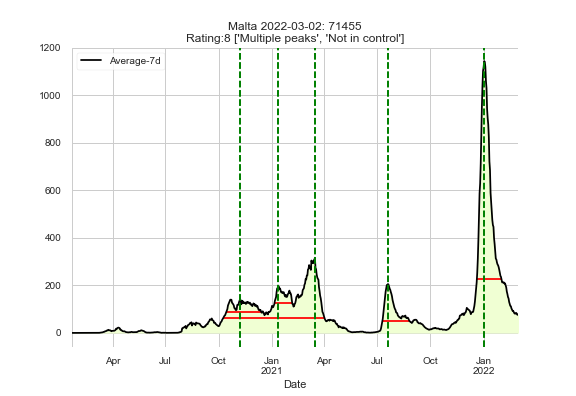 Malta 2022-03-02: 71455
Rating:8 ['Multiple peaks', 'Not in control']
1200
Average-7d
1000
800
600
400
200
0
Apr Jul Oct Jan Apr Jul Oct Jan
2021 2022
Date